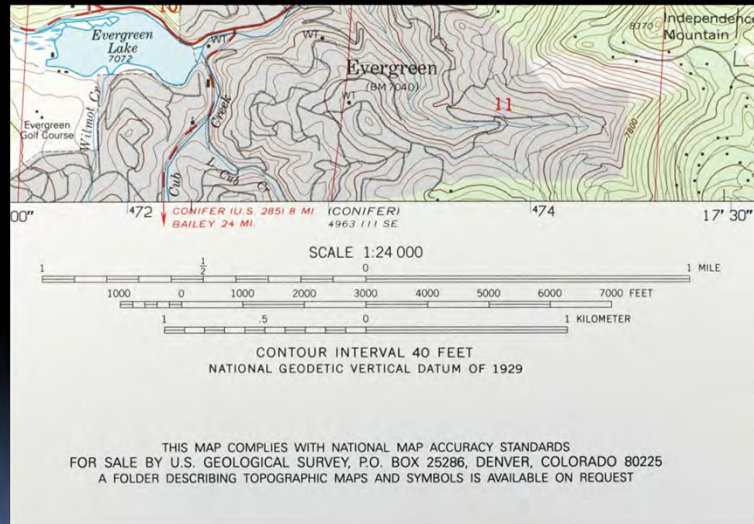 10
Evergreen
Lake
7072
WT
WT
WT
8370
Independence
Mountain
Evergreen
(BM 7040)
11
7800
Evergreen
Golf Course
Wilmot Cr
Creek
Cub
L Cub Cr
00"
472
CONIFER (U.S. 285) 8 MI
BAILEY 24 MI.
(CONIFER)
4963 III SE
474
17' 30"
SCALE 1:24 000
1 1/2 0 1 MILE
1000 0 1000 2000 3000 4000 5000 6000 7000 FEET
1 .5 0 1 KILOMETER
CONTOUR INTERVAL 40 FEET
NATIONAL GEODETIC VERTICAL DATUM OF 1929
THIS MAP COMPLIES WITH NATIONAL MAP ACCURACY STANDARDS
FOR SALE BY U.S. GEOLOGICAL SURVEY, P.O. BOX 25286, DENVER, COLORADO 80225
A FOLDER DESCRIBING TOPOGRAPHIC MAPS AND SYMBOLS IS AVAILABLE ON REQUEST